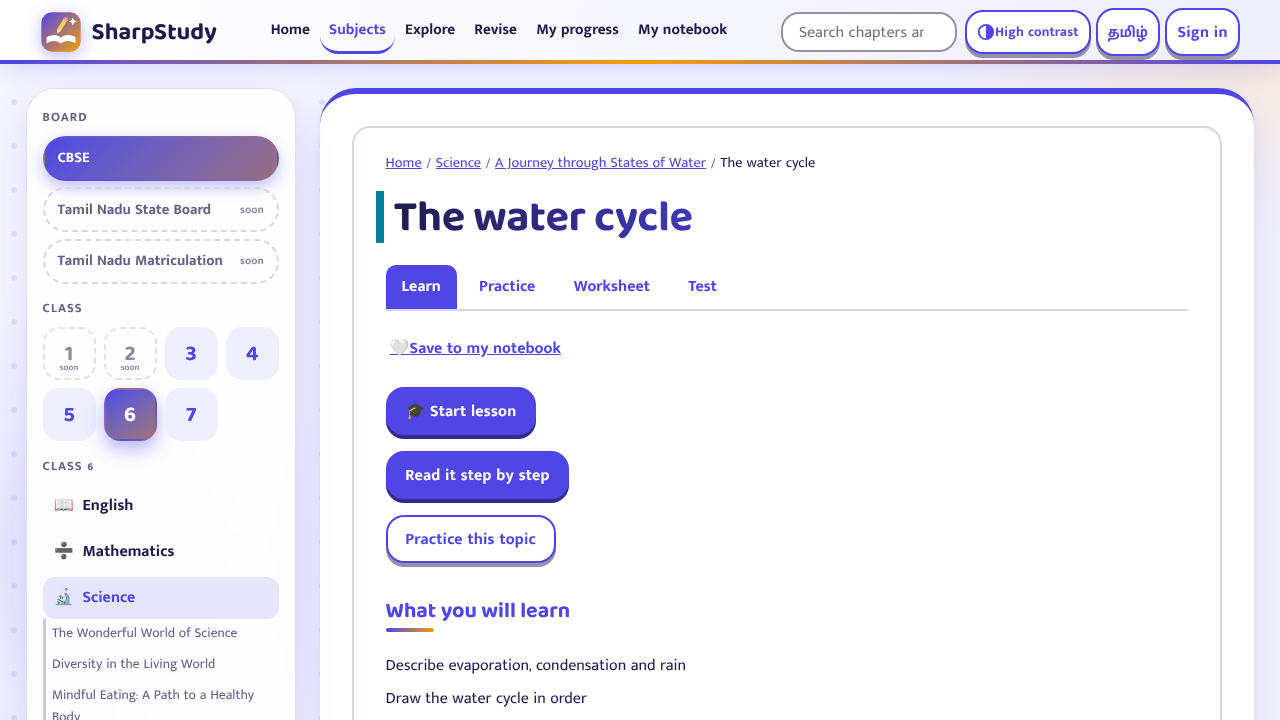 SharpStudy
Home Subjects Explore Revise My progress My notebook
Search chapters ar
High contrast
தமிழ்
Sign in
BOARD
CBSE
Tamil Nadu State Board soon
Tamil Nadu Matriculation soon
CLASS
1 soon
2 soon
3
4
5
6
7
CLASS 6
English
Mathematics
Science
The Wonderful World of Science
Diversity in the Living World
Mindful Eating: A Path to a Healthy
Body
Home / Science / A Journey through States of Water / The water cycle
The water cycle
Learn Practice Worksheet Test
Save to my notebook
Start lesson
Read it step by step
Practice this topic
What you will learn
Describe evaporation, condensation and rain
Draw the water cycle in order